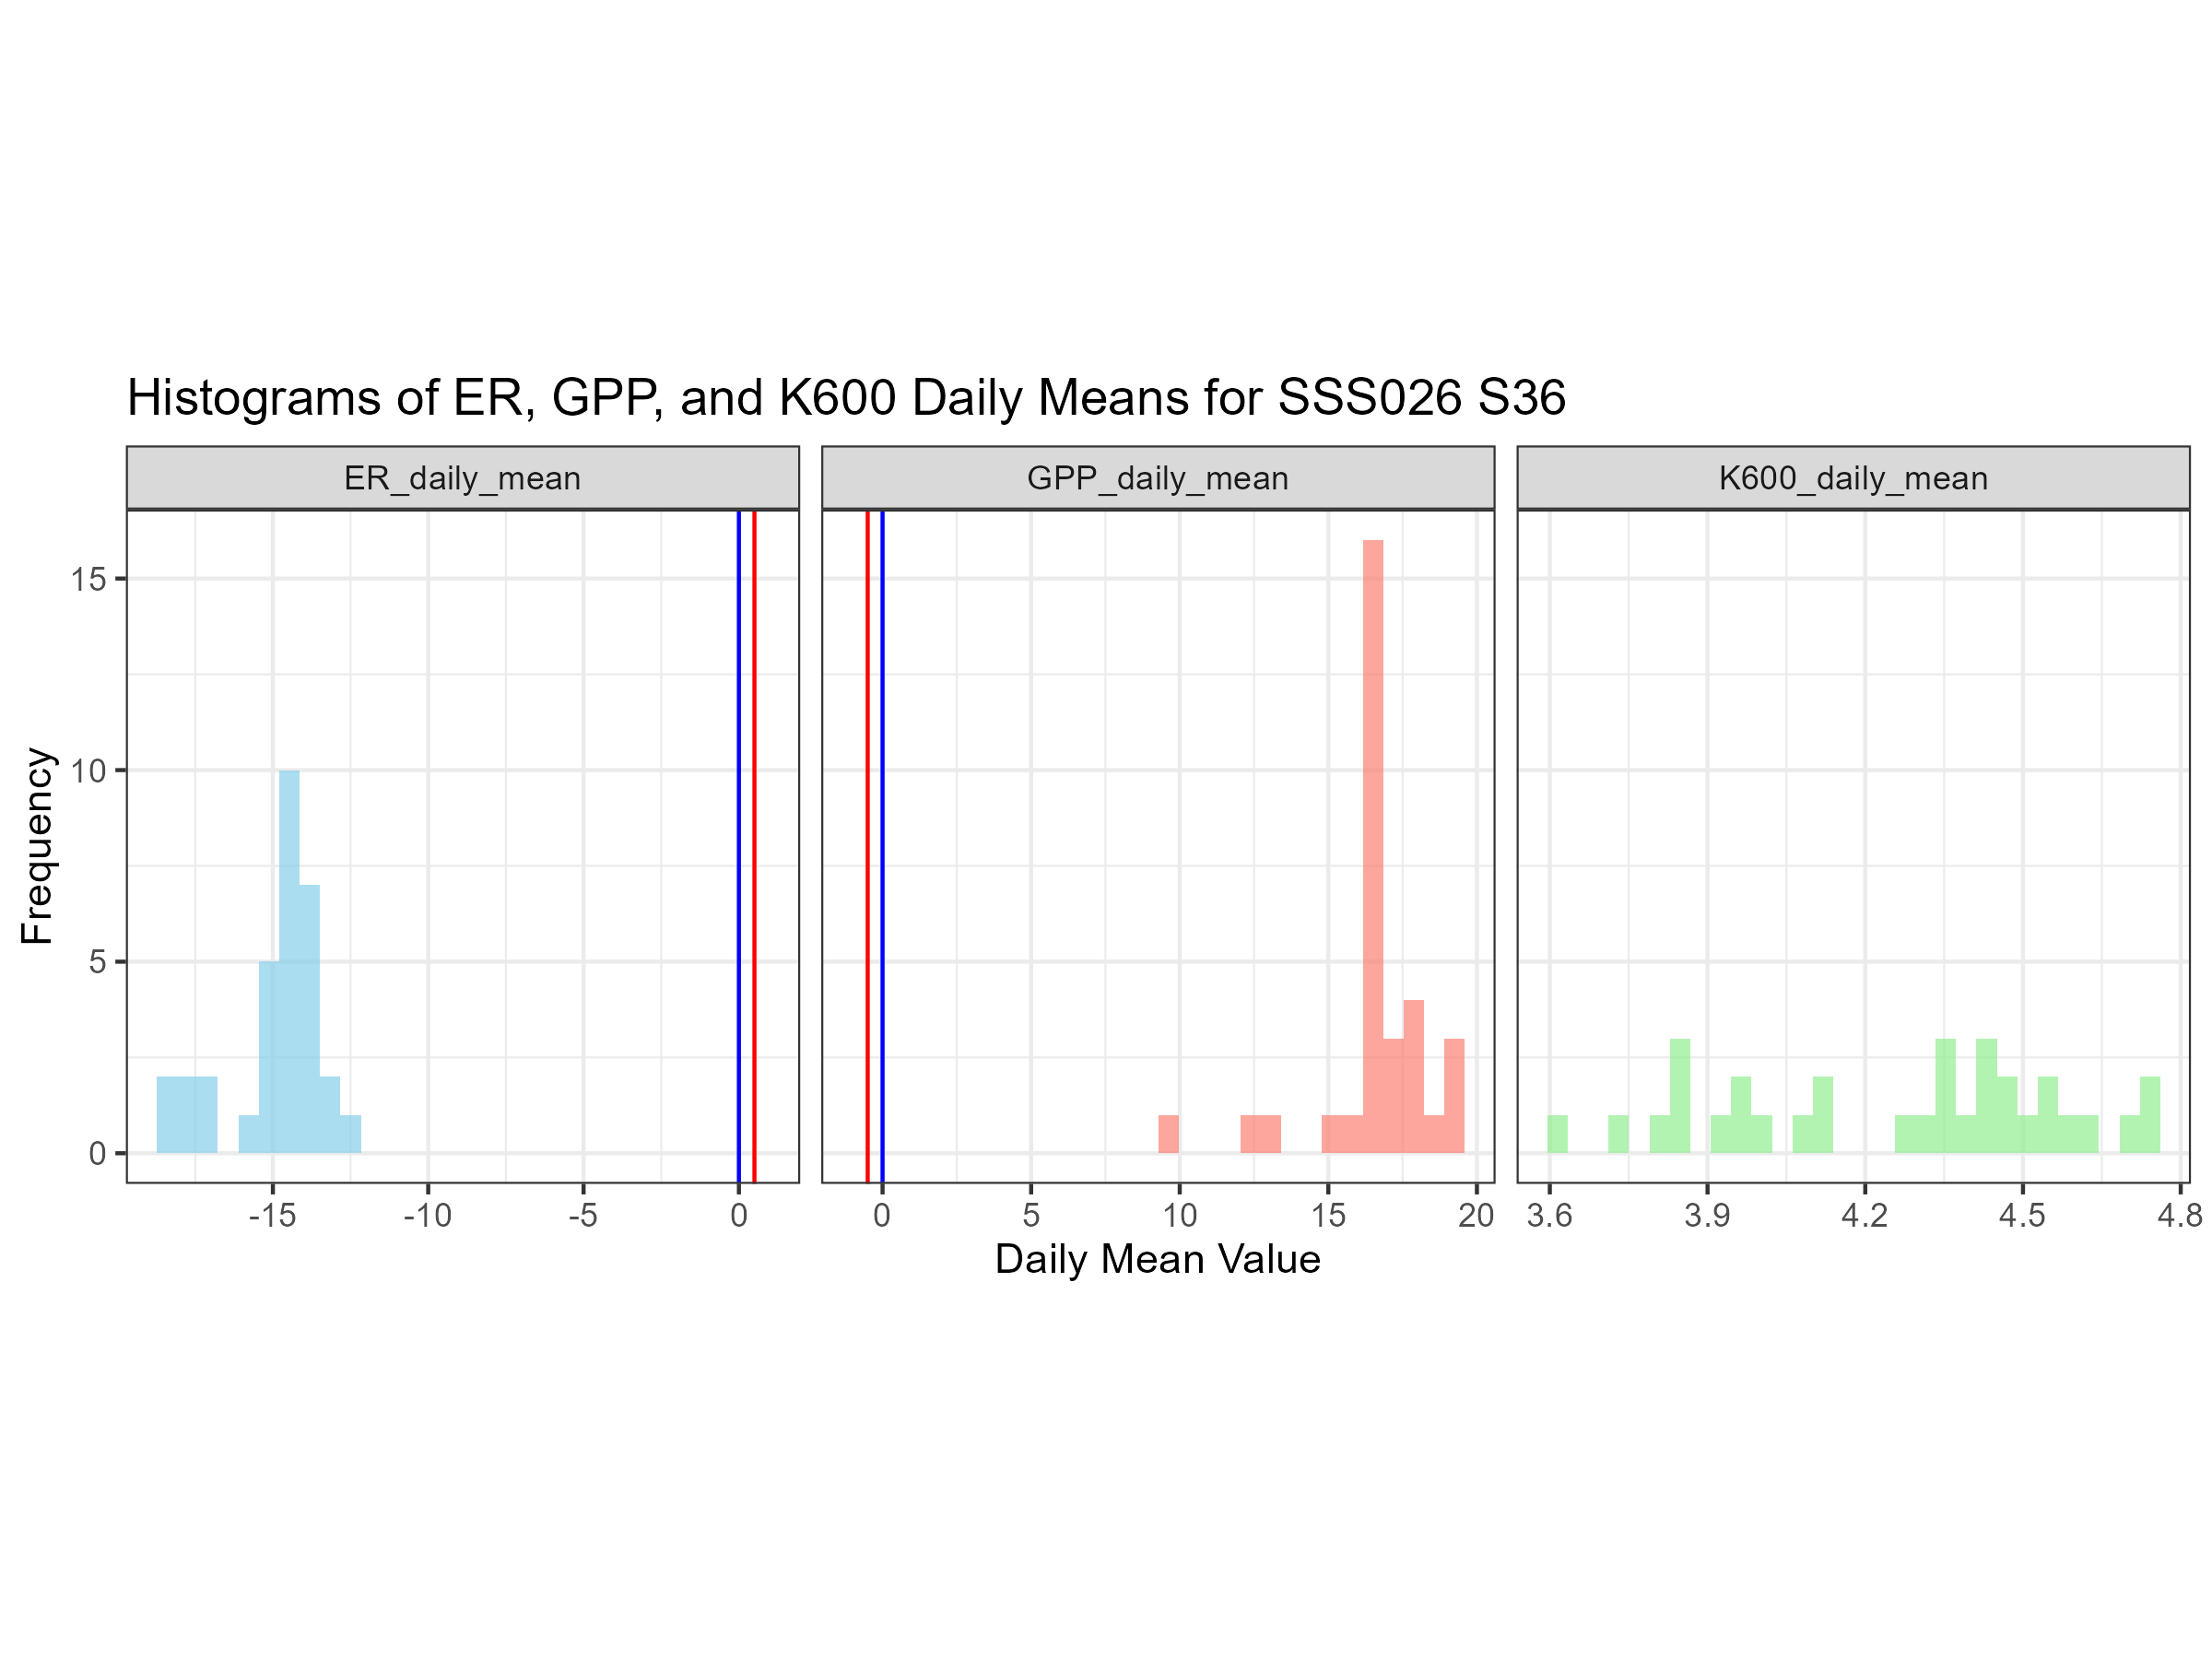 Histograms of ER, GPP, and K600 Daily Means for SSS026 S36
ER_daily_mean GPP_daily_mean K600_daily_mean
Frequency
15
10
5
0
-15 -10 -5 0 0 5 10 15 20 3.6 3.9 4.2 4.5 4.8
Daily Mean Value